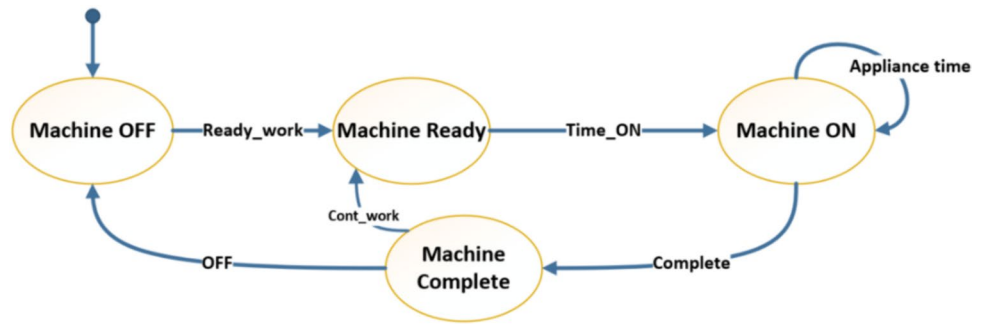 Appliance time
Machine OFF
Ready_work
Machine Ready
Time_ON
Machine ON
Cont_work
Machine
Complete
OFF
Complete